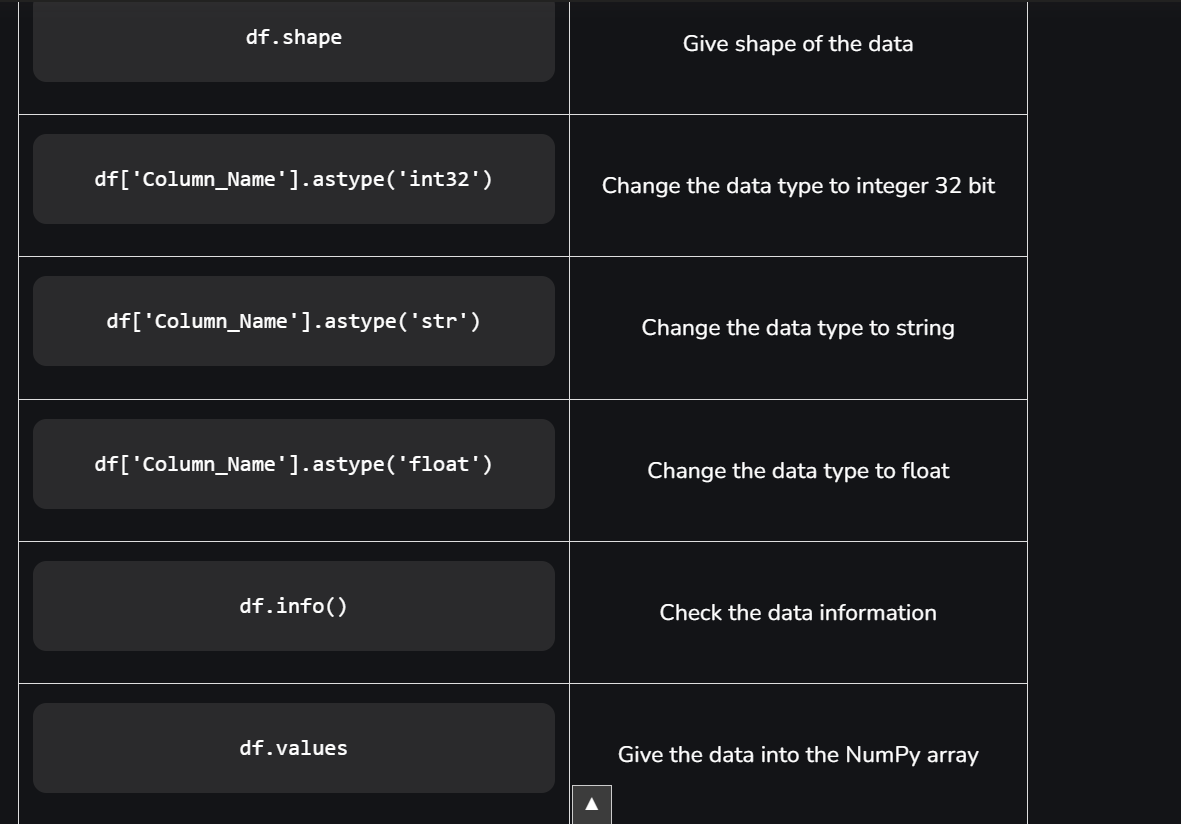 df.shape
Give shape of the data
df['Column_Name'].astype('int32')
Change the data type to integer 32 bit
df['Column_Name'].astype('str')
Change the data type to string
df['Column_Name'].astype('float')
Change the data type to float
df.info()
Check the data information
df.values
Give the data into the NumPy array